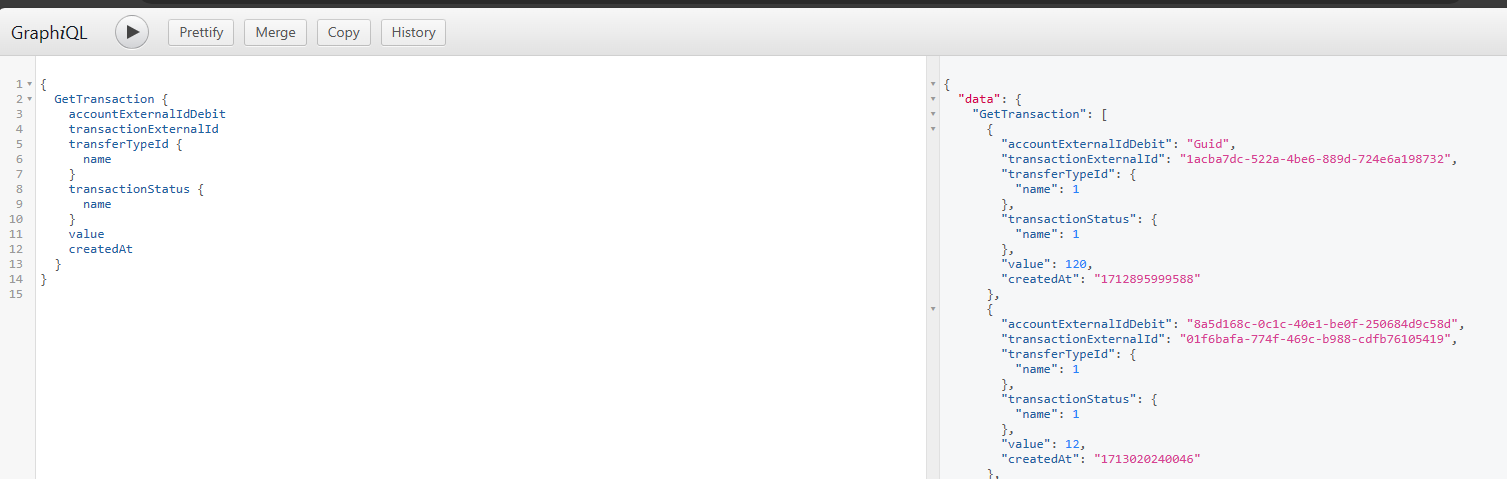 GraphiQL Prettify Merge Copy History
1 {
2 GetTransaction {
3 accountExternalIdDebit
4 transactionExternalId
5 transferTypeId {
6 name
7 }
8 transactionStatus {
9 name
10 }
11 value
12 createdAt
13 }
14 }
15
{
"data": {
"GetTransaction": [
{
"accountExternalIdDebit": "Guid",
"transactionExternalId": "1acba7dc-522a-4be6-889d-724e6a198732",
"transferTypeId": {
"name": 1
},
"transactionStatus": {
"name": 1
},
"value": 120,
"createdAt": "1712895999588"
},
{
"accountExternalIdDebit": "8a5d168c-0c1c-40e1-be0f-250684d9c58d",
"transactionExternalId": "01f6bafa-774f-469c-b988-cdfb76105419",
"transferTypeId": {
"name": 1
},
"transactionStatus": {
"name": 1
},
"value": 12,
"createdAt": "1713020240046"
},